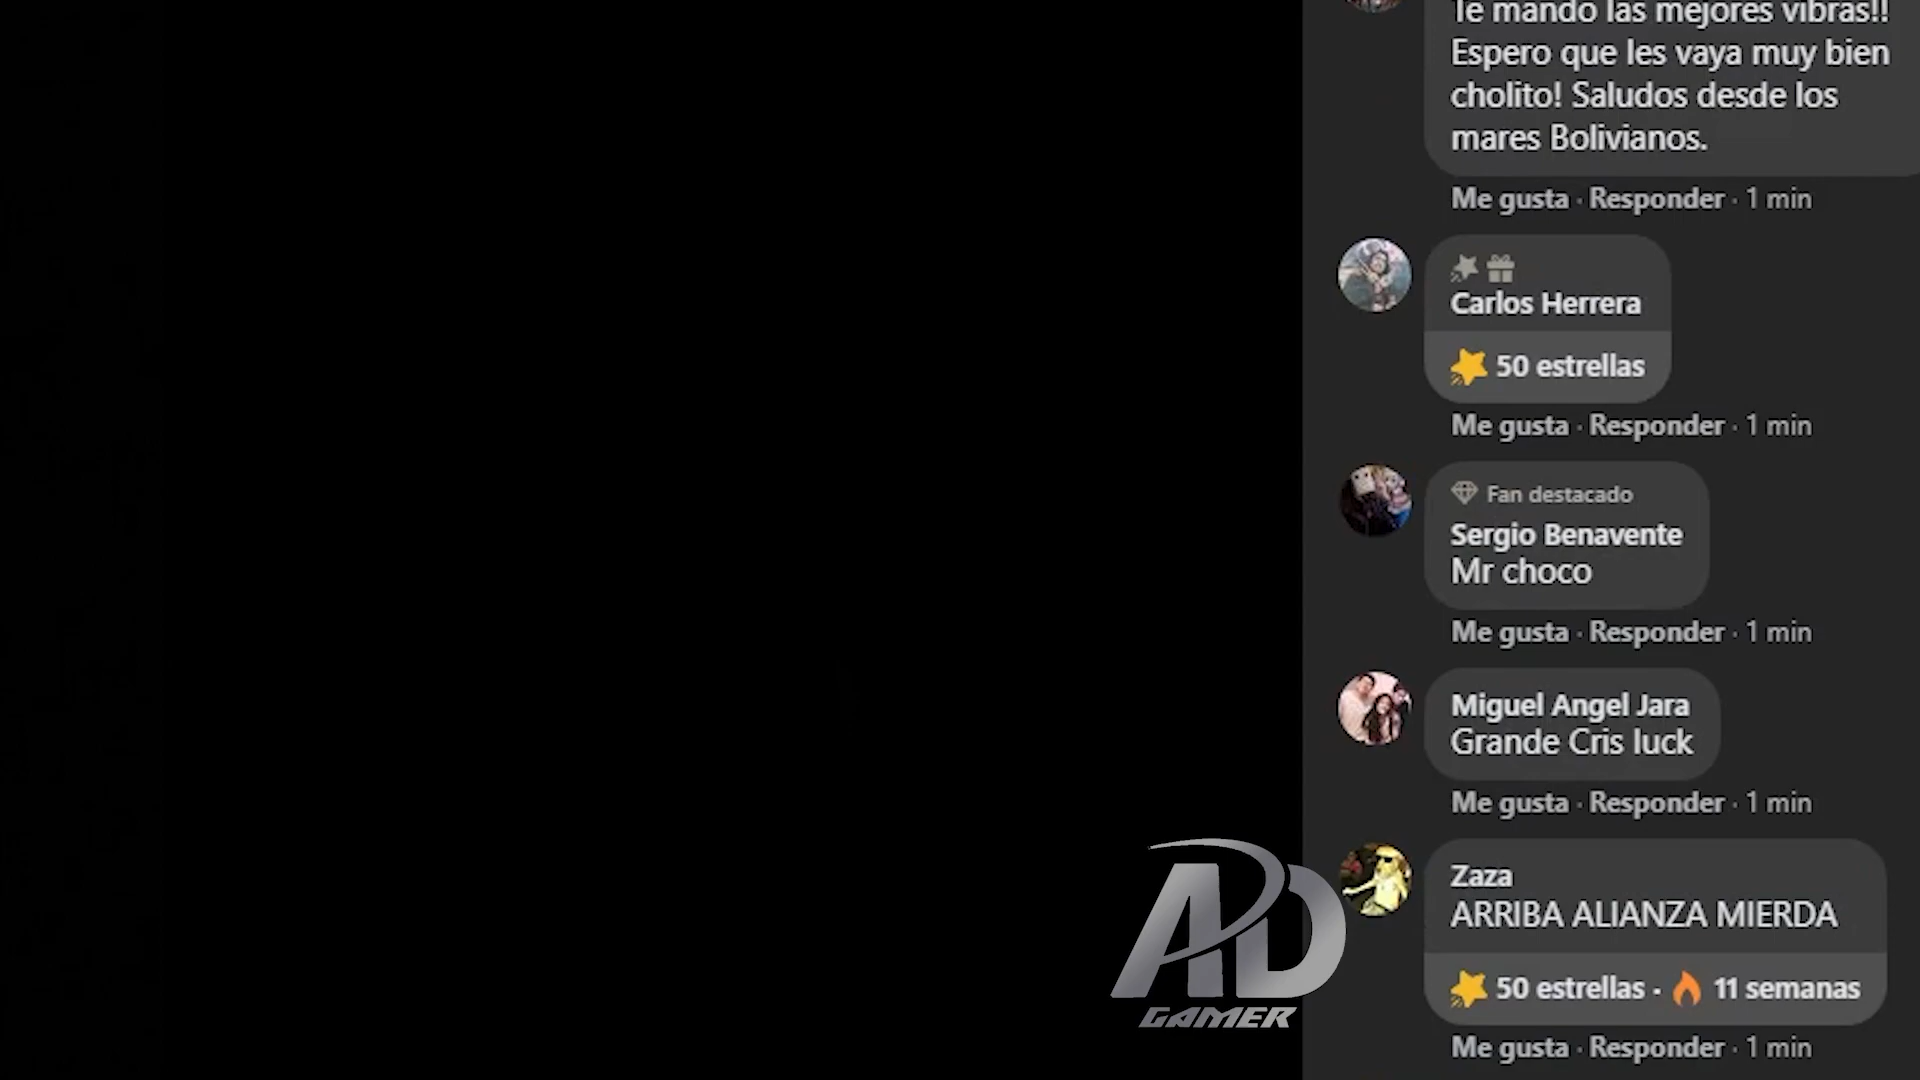 Te mando las mejores vibras!!
Espero que les vaya muy bien
cholito! Saludos desde los
mares Bolivianos.
Me gusta · Responder · 1 min
Carlos Herrera
50 estrellas
Me gusta · Responder · 1 min
Fan destacado
Sergio Benavente
Mr choco
Me gusta · Responder · 1 min
Miguel Angel Jara
Grande Cris luck
Me gusta · Responder · 1 min
Zaza
ARRIBA ALIANZA MIERDA
50 estrellas · 11 semanas
Me gusta · Responder · 1 min
AD
GAMER